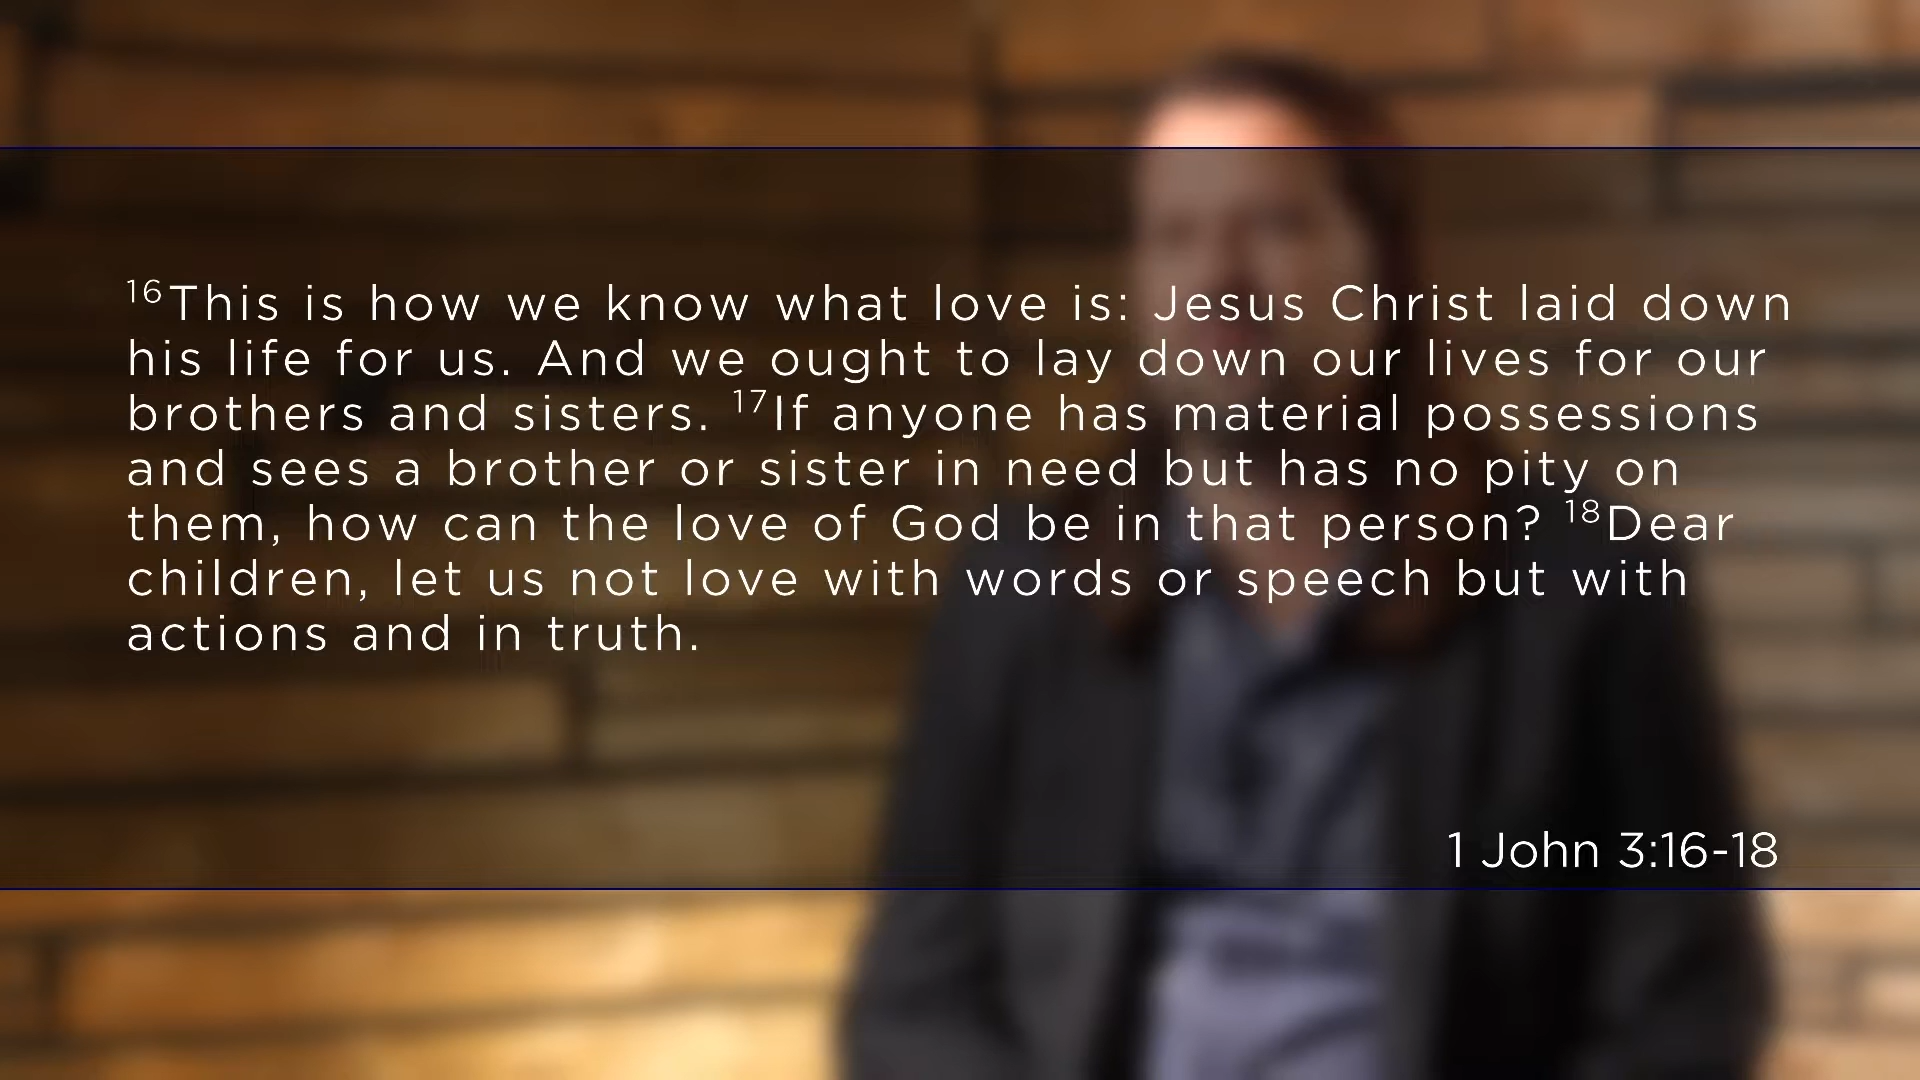 16This is how we know what love is: Jesus Christ laid down
his life for us. And we ought to lay down our lives for our
brothers and sisters. 17If anyone has material possessions
and sees a brother or sister in need but has no pity on
them, how can the love of God be in that person? 18Dear
children, let us not love with words or speech but with
actions and in truth.
1 John 3:16-18